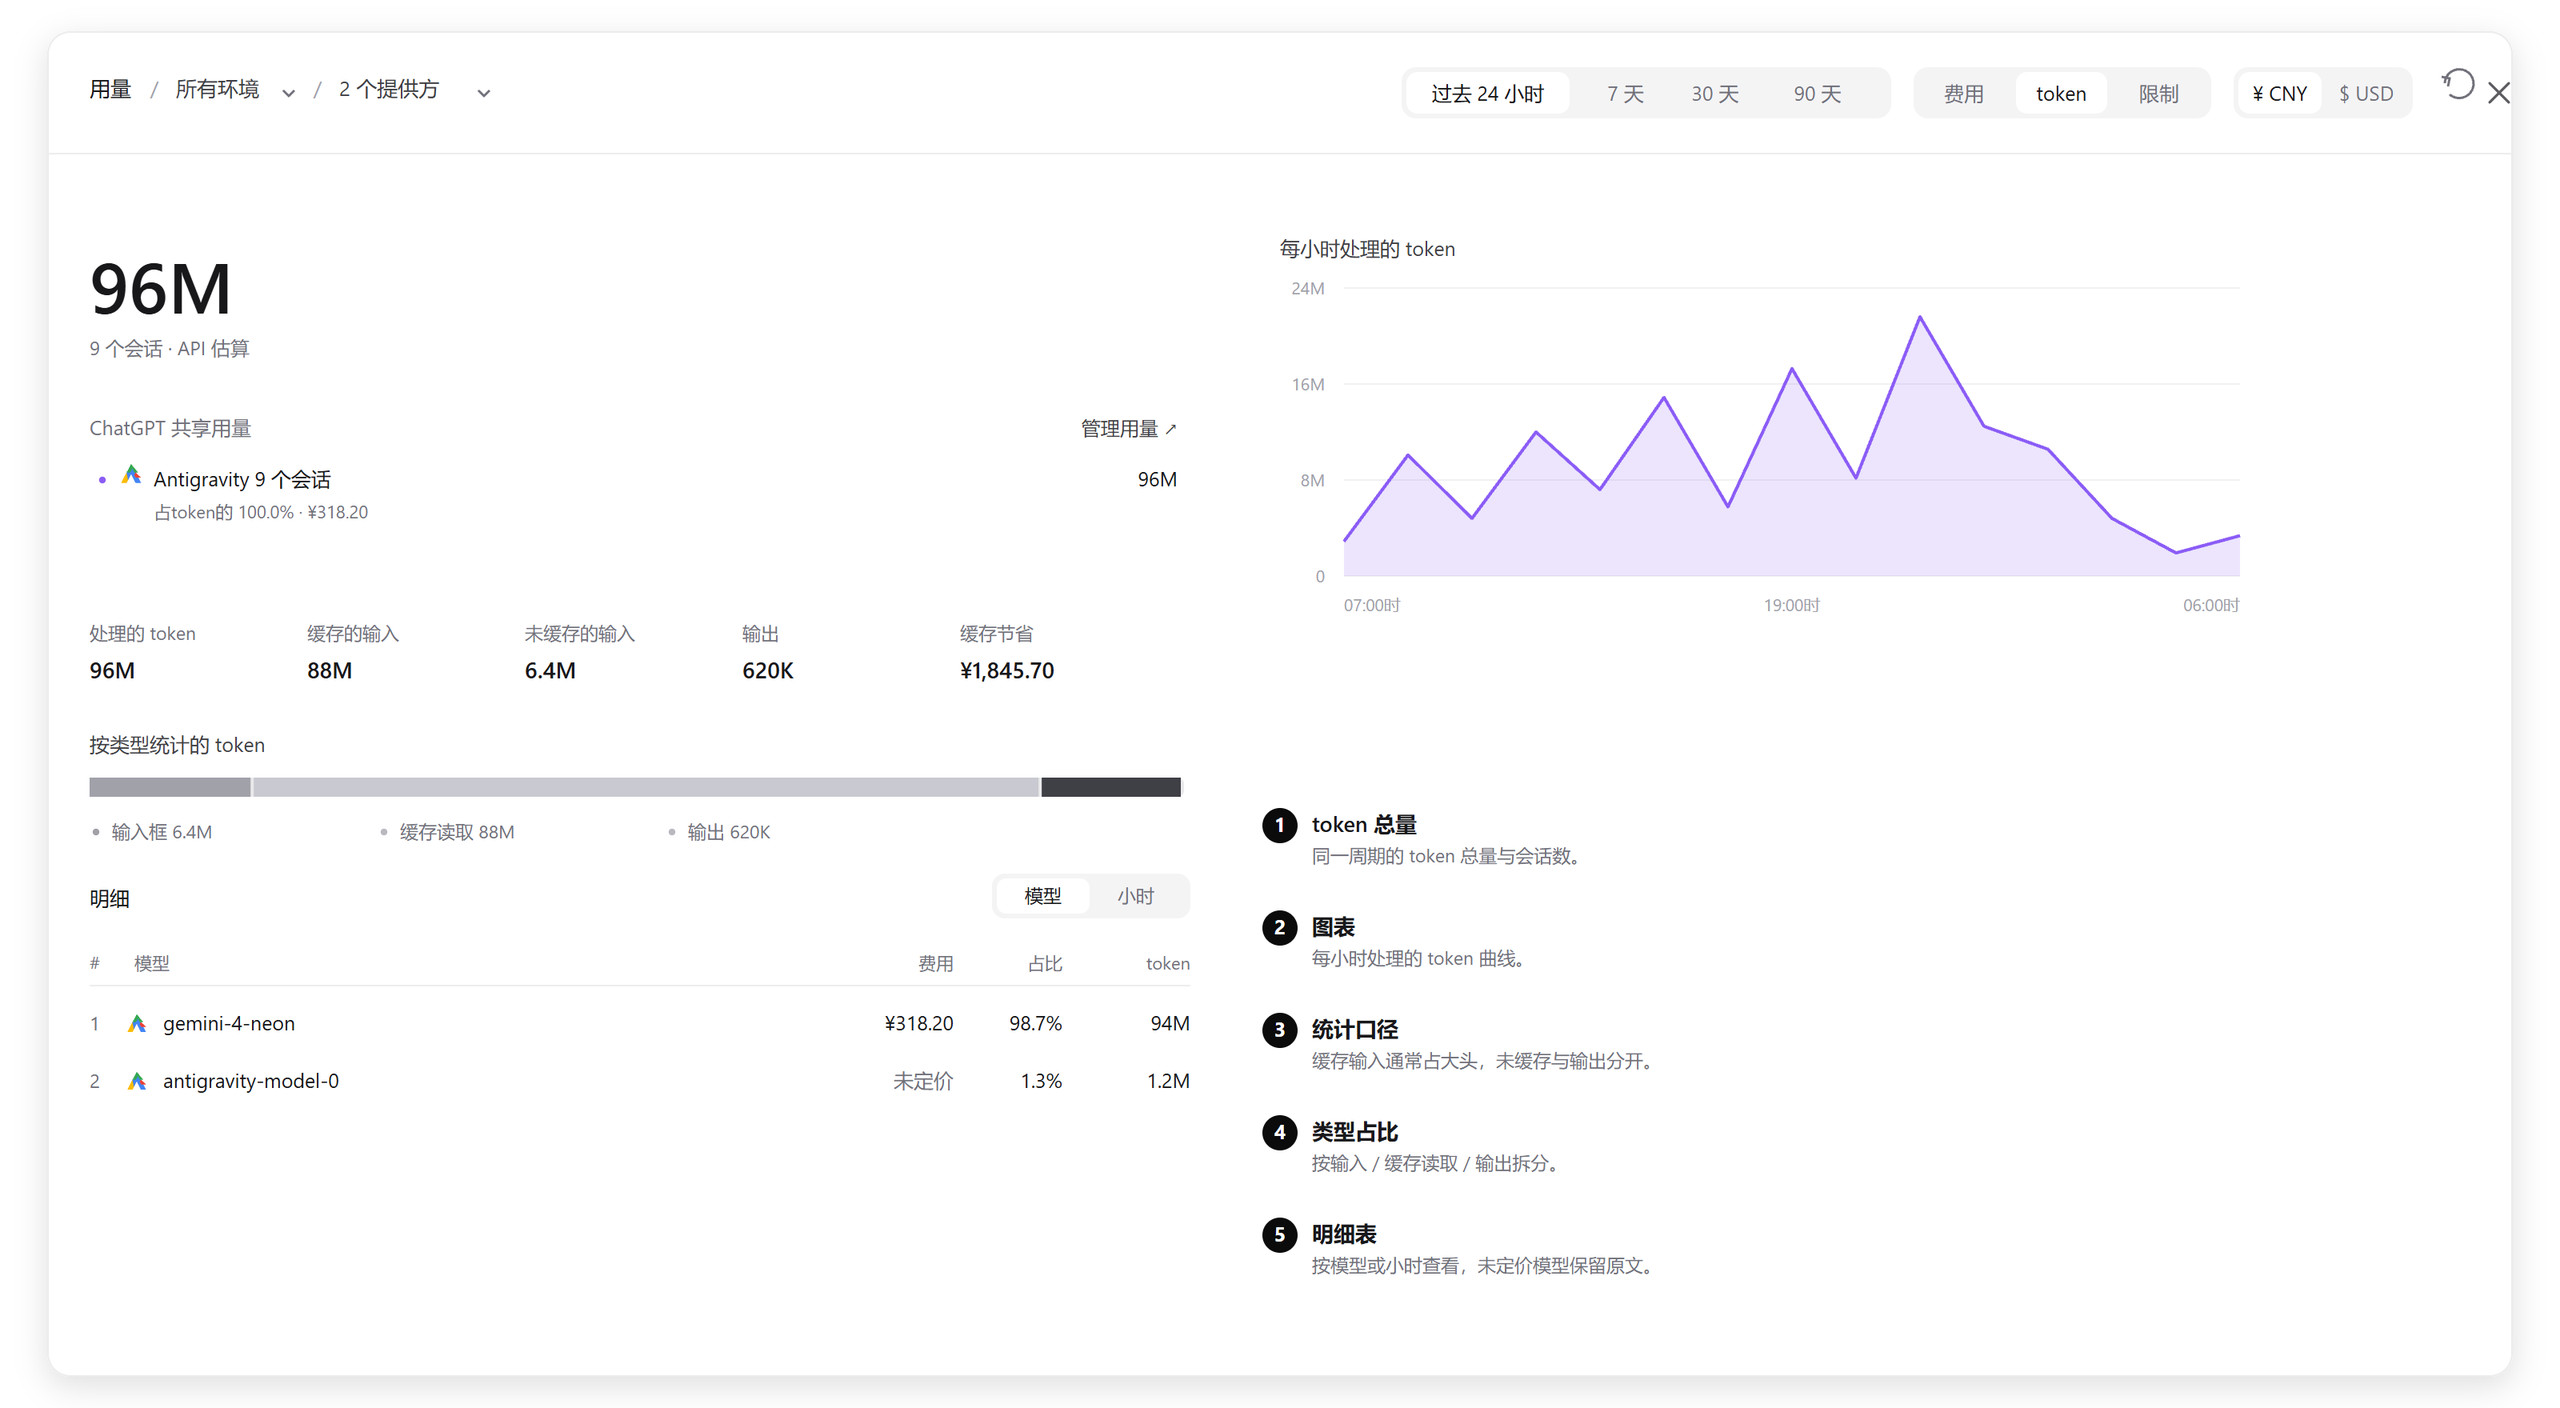 用量 / 所有环境 / 2 个提供方
过去 24 小时 7 天 30 天 90 天
费用 token 限制
¥ CNY $ USD
96M
9 个会话 · API 估算
ChatGPT 共享用量 管理用量 ↗
Antigravity 9 个会话 96M
占token的 100.0% · ¥318.20
处理的 token 缓存的输入 未缓存的输入 输出 缓存节省
96M 88M 6.4M 620K ¥1,845.70
按类型统计的 token
输入框 6.4M 缓存读取 88M 输出 620K
明细 模型 小时
# 模型 费用 占比 token
1 gemini-4-neon ¥318.20 98.7% 94M
2 antigravity-model-0 未定价 1.3% 1.2M
每小时处理的 token
24M
16M
8M
0
07:00时 19:00时 06:00时
1 token 总量
同一周期的 token 总量与会话数。
2 图表
每小时处理的 token 曲线。
3 统计口径
缓存输入通常占大头，未缓存与输出分开。
4 类型占比
按输入 / 缓存读取 / 输出拆分。
5 明细表
按模型或小时查看，未定价模型保留原文。